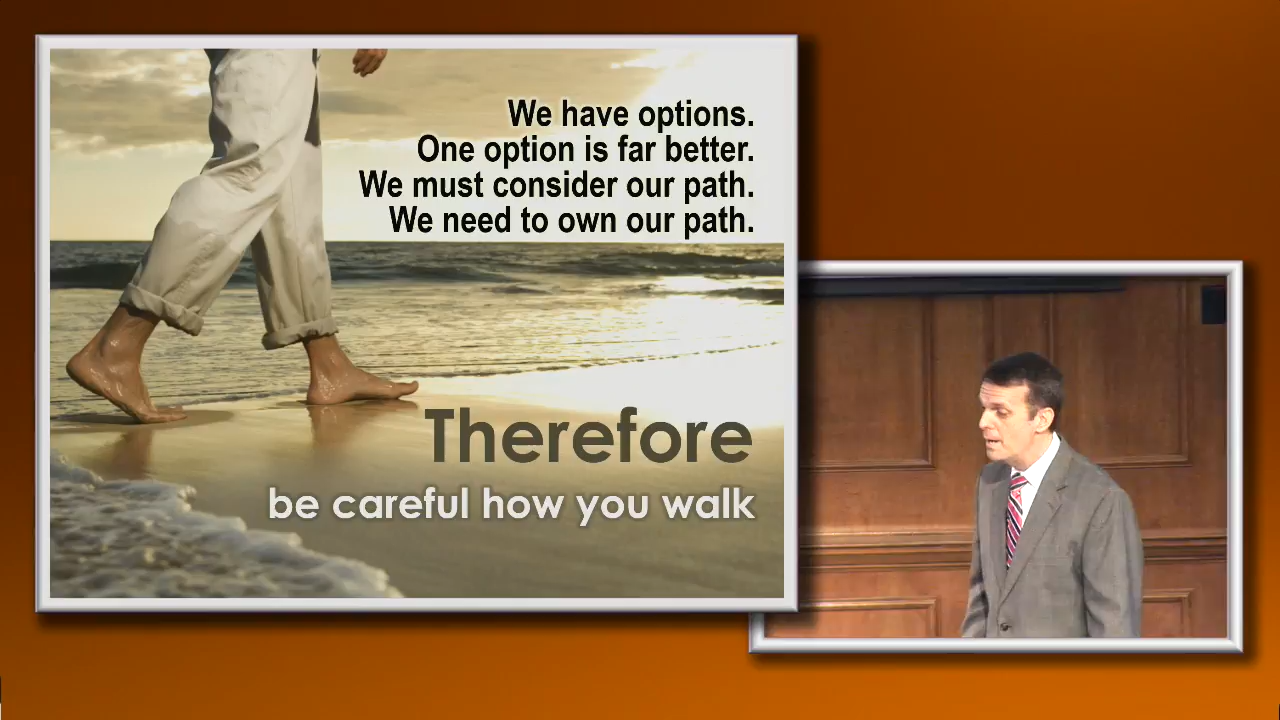 We have options.
One option is far better.
We must consider our path.
We need to own our path.
Therefore
be careful how you walk